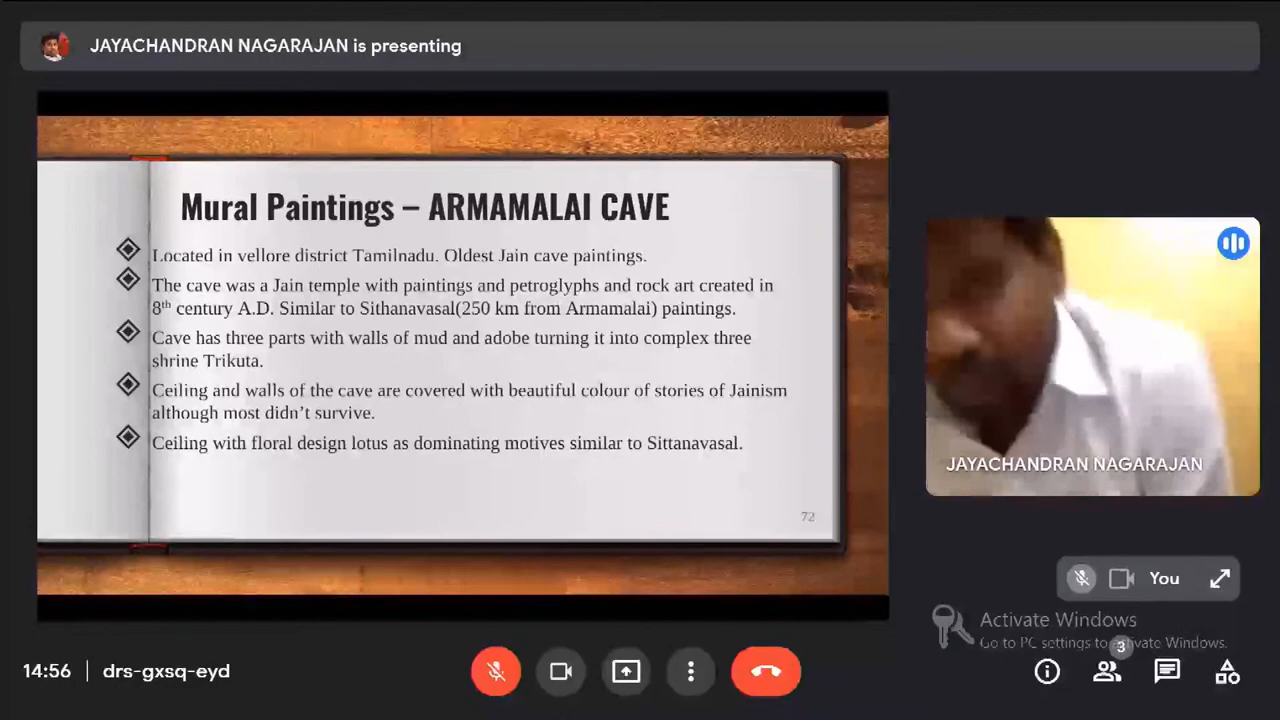 JAYACHANDRAN NAGARAJAN is presenting
Mural Paintings – ARMAMALAI CAVE
Located in vellore district Tamilnadu. Oldest Jain cave paintings.
The cave was a Jain temple with paintings and petroglyphs and rock art created in
8th century A.D. Similar to Sithanavasal(250 km from Armamalai) paintings.
Cave has three parts with walls of mud and adobe turning it into complex three
shrine Trikuta.
Ceiling and walls of the cave are covered with beautiful colour of stories of Jainism
although most didn't survive.
Ceiling with floral design lotus as dominating motives similar to Sittanavasal.
72
JAYACHANDRAN NAGARAJAN
You
Activate Windows
Go to PC settings to activate Windows.
3
14:56 | drs-gxsq-eyd